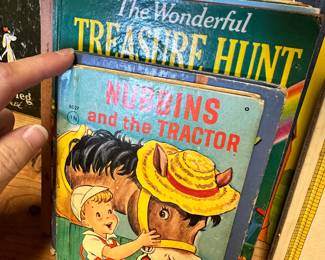 The Wonderful
TREASURE HUNT
NUBBINS
and the TRACTOR